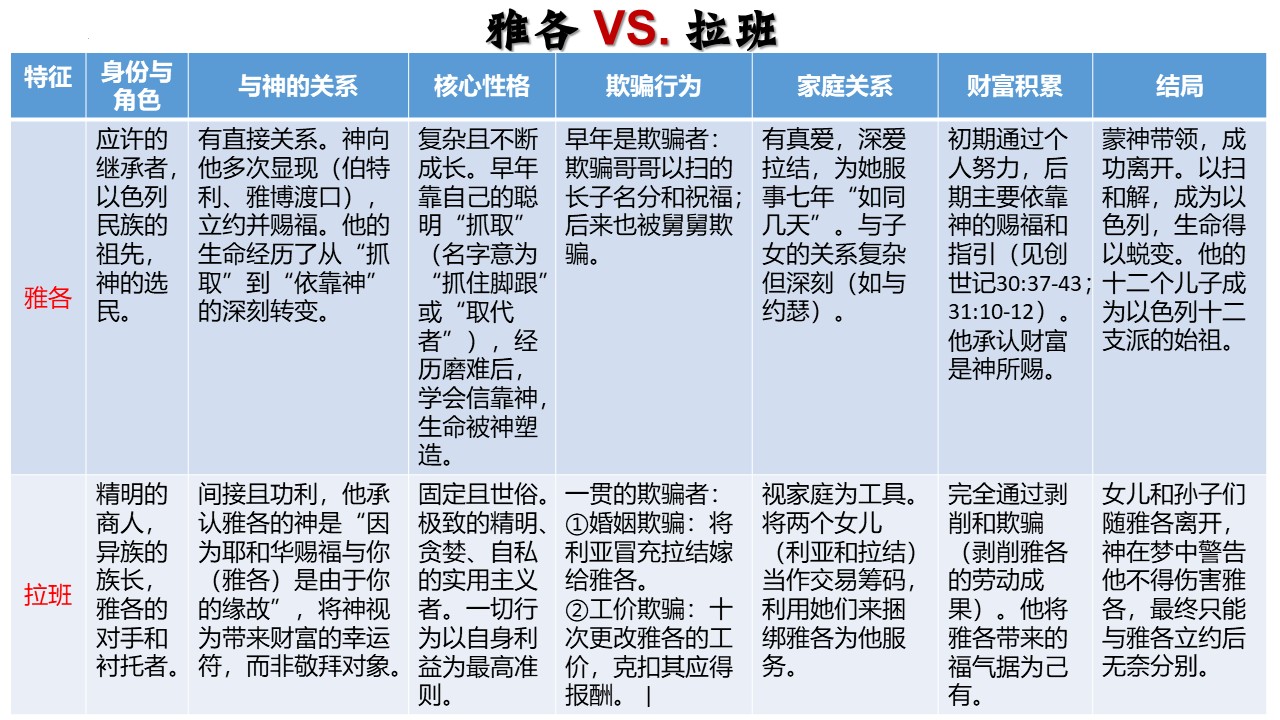 雅各 VS. 拉班
特征
身份与
角色
与神的关系
核心性格
欺骗行为
家庭关系
财富积累
结局
雅各
应许的
继承者，
以色列
民族的
祖先，
神的选
民。
有直接关系。神向
他多次显现（伯特
利、雅博渡口），
立约并赐福。他的
生命经历了从“抓
取”到“依靠神”
的深刻转变。
复杂且不断
成长。早年
靠自己的聪
明“抓取”
（名字意为
“抓住脚跟”
或“取代
者”），经
历磨难后，
学会信靠神，
生命被神塑
造。
早年是欺骗者：
欺骗哥哥以扫的
长子名分和祝福；
后来也被舅舅欺
骗。
有真爱，深爱
拉结，为她服
事七年“如同
几天”。与子
女的关系复杂
但深刻（如与
约瑟）。
初期通过个
人努力，后
期主要依靠
神的赐福和
指引（见创
世记30:37-43；
31:10-12）。
他承认财富
是神所赐。
蒙神带领，成
功离开。以扫
和解，成为以
色列，生命得
以蜕变。他的
十二个儿子成
为以色列十二
支派的始祖。
拉班
精明的
商人，
异族的
族长，
雅各的
对手和
衬托者。
间接且功利，他承
认雅各的神是“因
为耶和华赐福与你
（雅各）是由于你
的缘故”，将神视
为带来财富的幸运
符，而非敬拜对象。
固定且世俗。
极致的精明、
贪婪、自私
的实用主义
者。一切行
为以自身利
益为最高准
则。
一贯的欺骗者：
①婚姻欺骗：将
利亚冒充拉结嫁
给雅各。
②工价欺骗：十
次更改雅各的工
价，克扣其应得
报酬。 |
视家庭为工具。
将两个女儿
（利亚和拉结）
当作交易筹码，
利用她们来捆
绑雅各为他服
务。
完全通过剥
削和欺骗
（剥削雅各
的劳动成
果）。他将
雅各带来的
福气据为己
有。
女儿和孙子们
随雅各离开，
神在梦中警告
他不得伤害雅
各，最终只能
与雅各立约后
无奈分别。